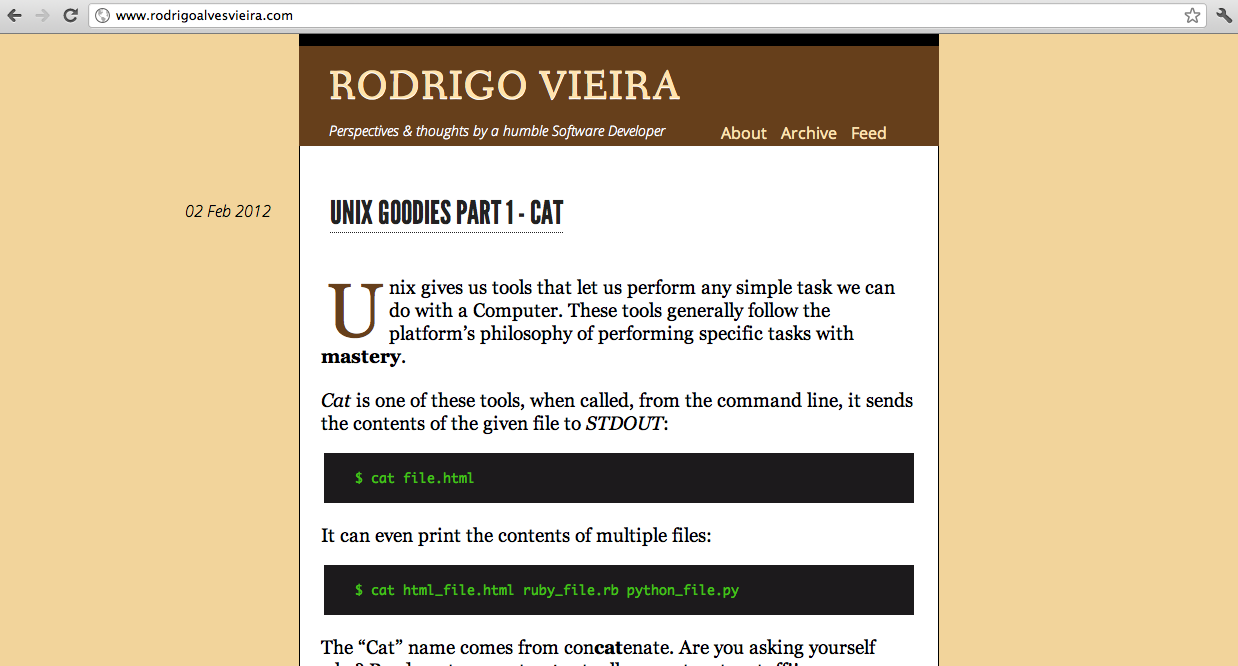 www.rodrigoalvesvieira.com
RODRIGO VIEIRA
Perspectives & thoughts by a humble Software Developer
About Archive Feed
02 Feb 2012
UNIX GOODIES PART 1 - CAT
Unix gives us tools that let us perform any simple task we can
do with a Computer. These tools generally follow the
platform’s philosophy of performing specific tasks with
mastery.
Cat is one of these tools, when called, from the command line, it sends
the contents of the given file to STDOUT:
$ cat file.html
It can even print the contents of multiple files:
$ cat html_file.html ruby_file.rb python_file.py
The “Cat” name comes from concatenate. Are you asking yourself